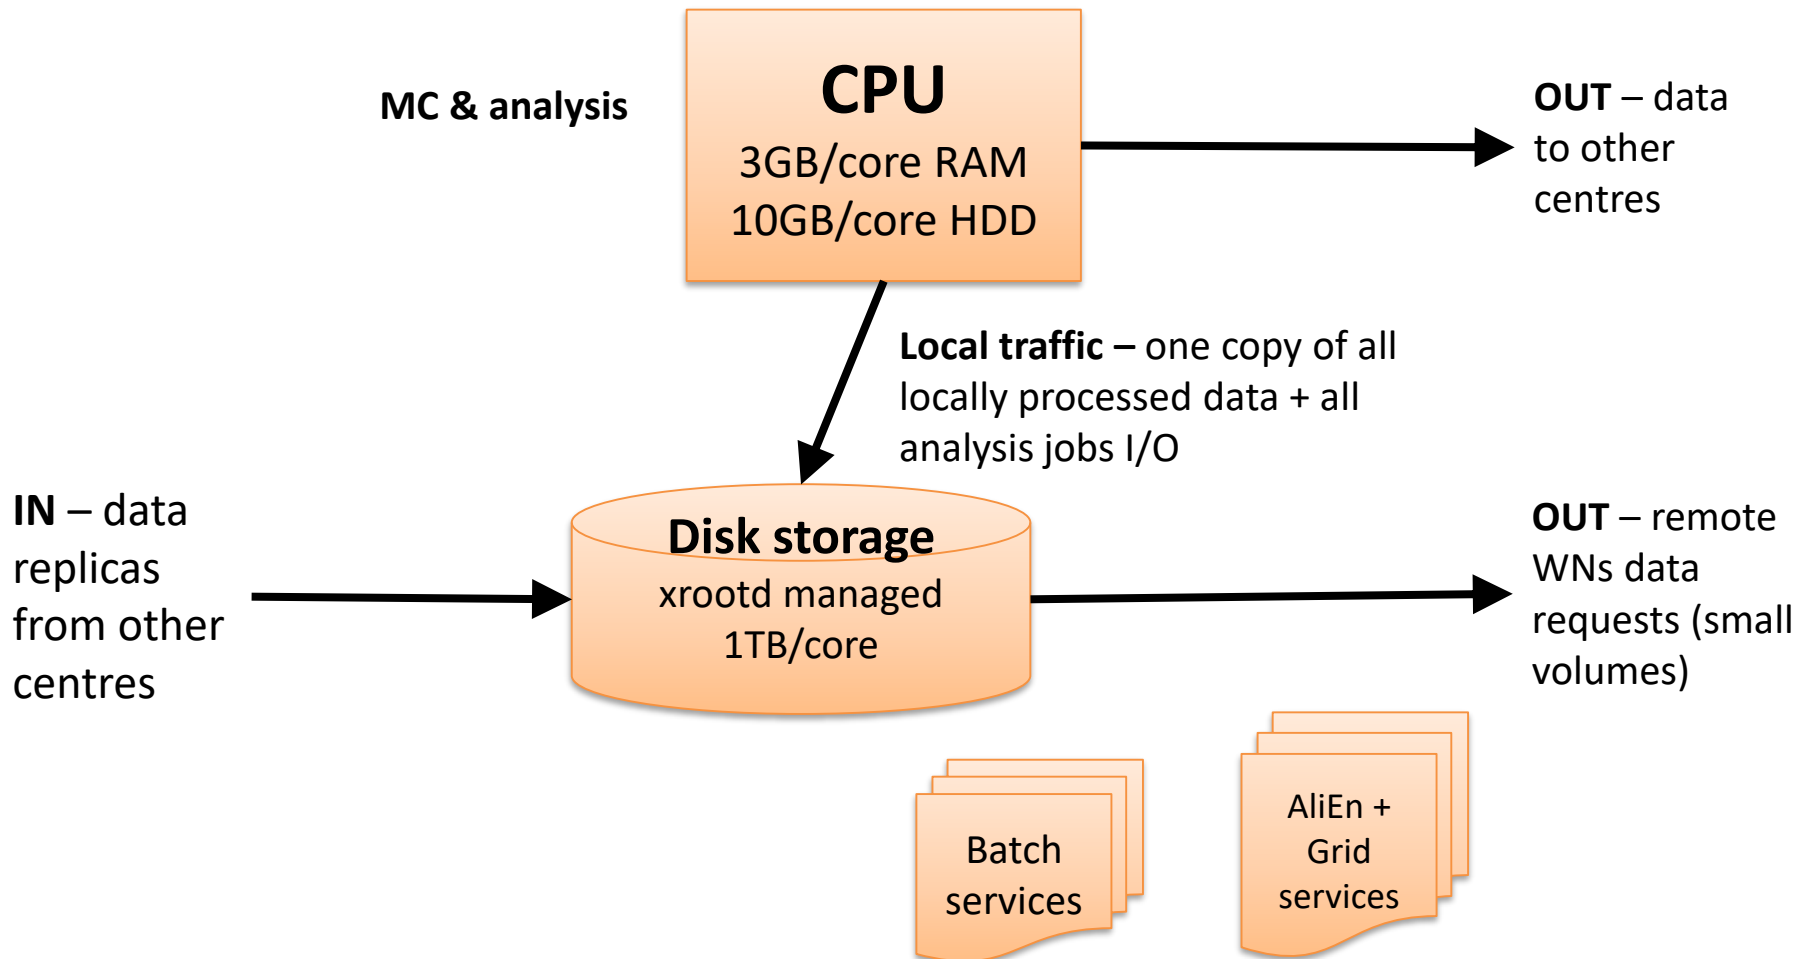 MC & analysis
CPU
3GB/core RAM
10GB/core HDD
OUT – data
to other
centres
Local traffic – one copy of all
locally processed data + all
analysis jobs I/O
IN – data
replicas
from other
centres
Disk storage
xrootd managed
1TB/core
OUT – remote
WNs data
requests (small
volumes)
Batch
services
AliEn +
Grid
services